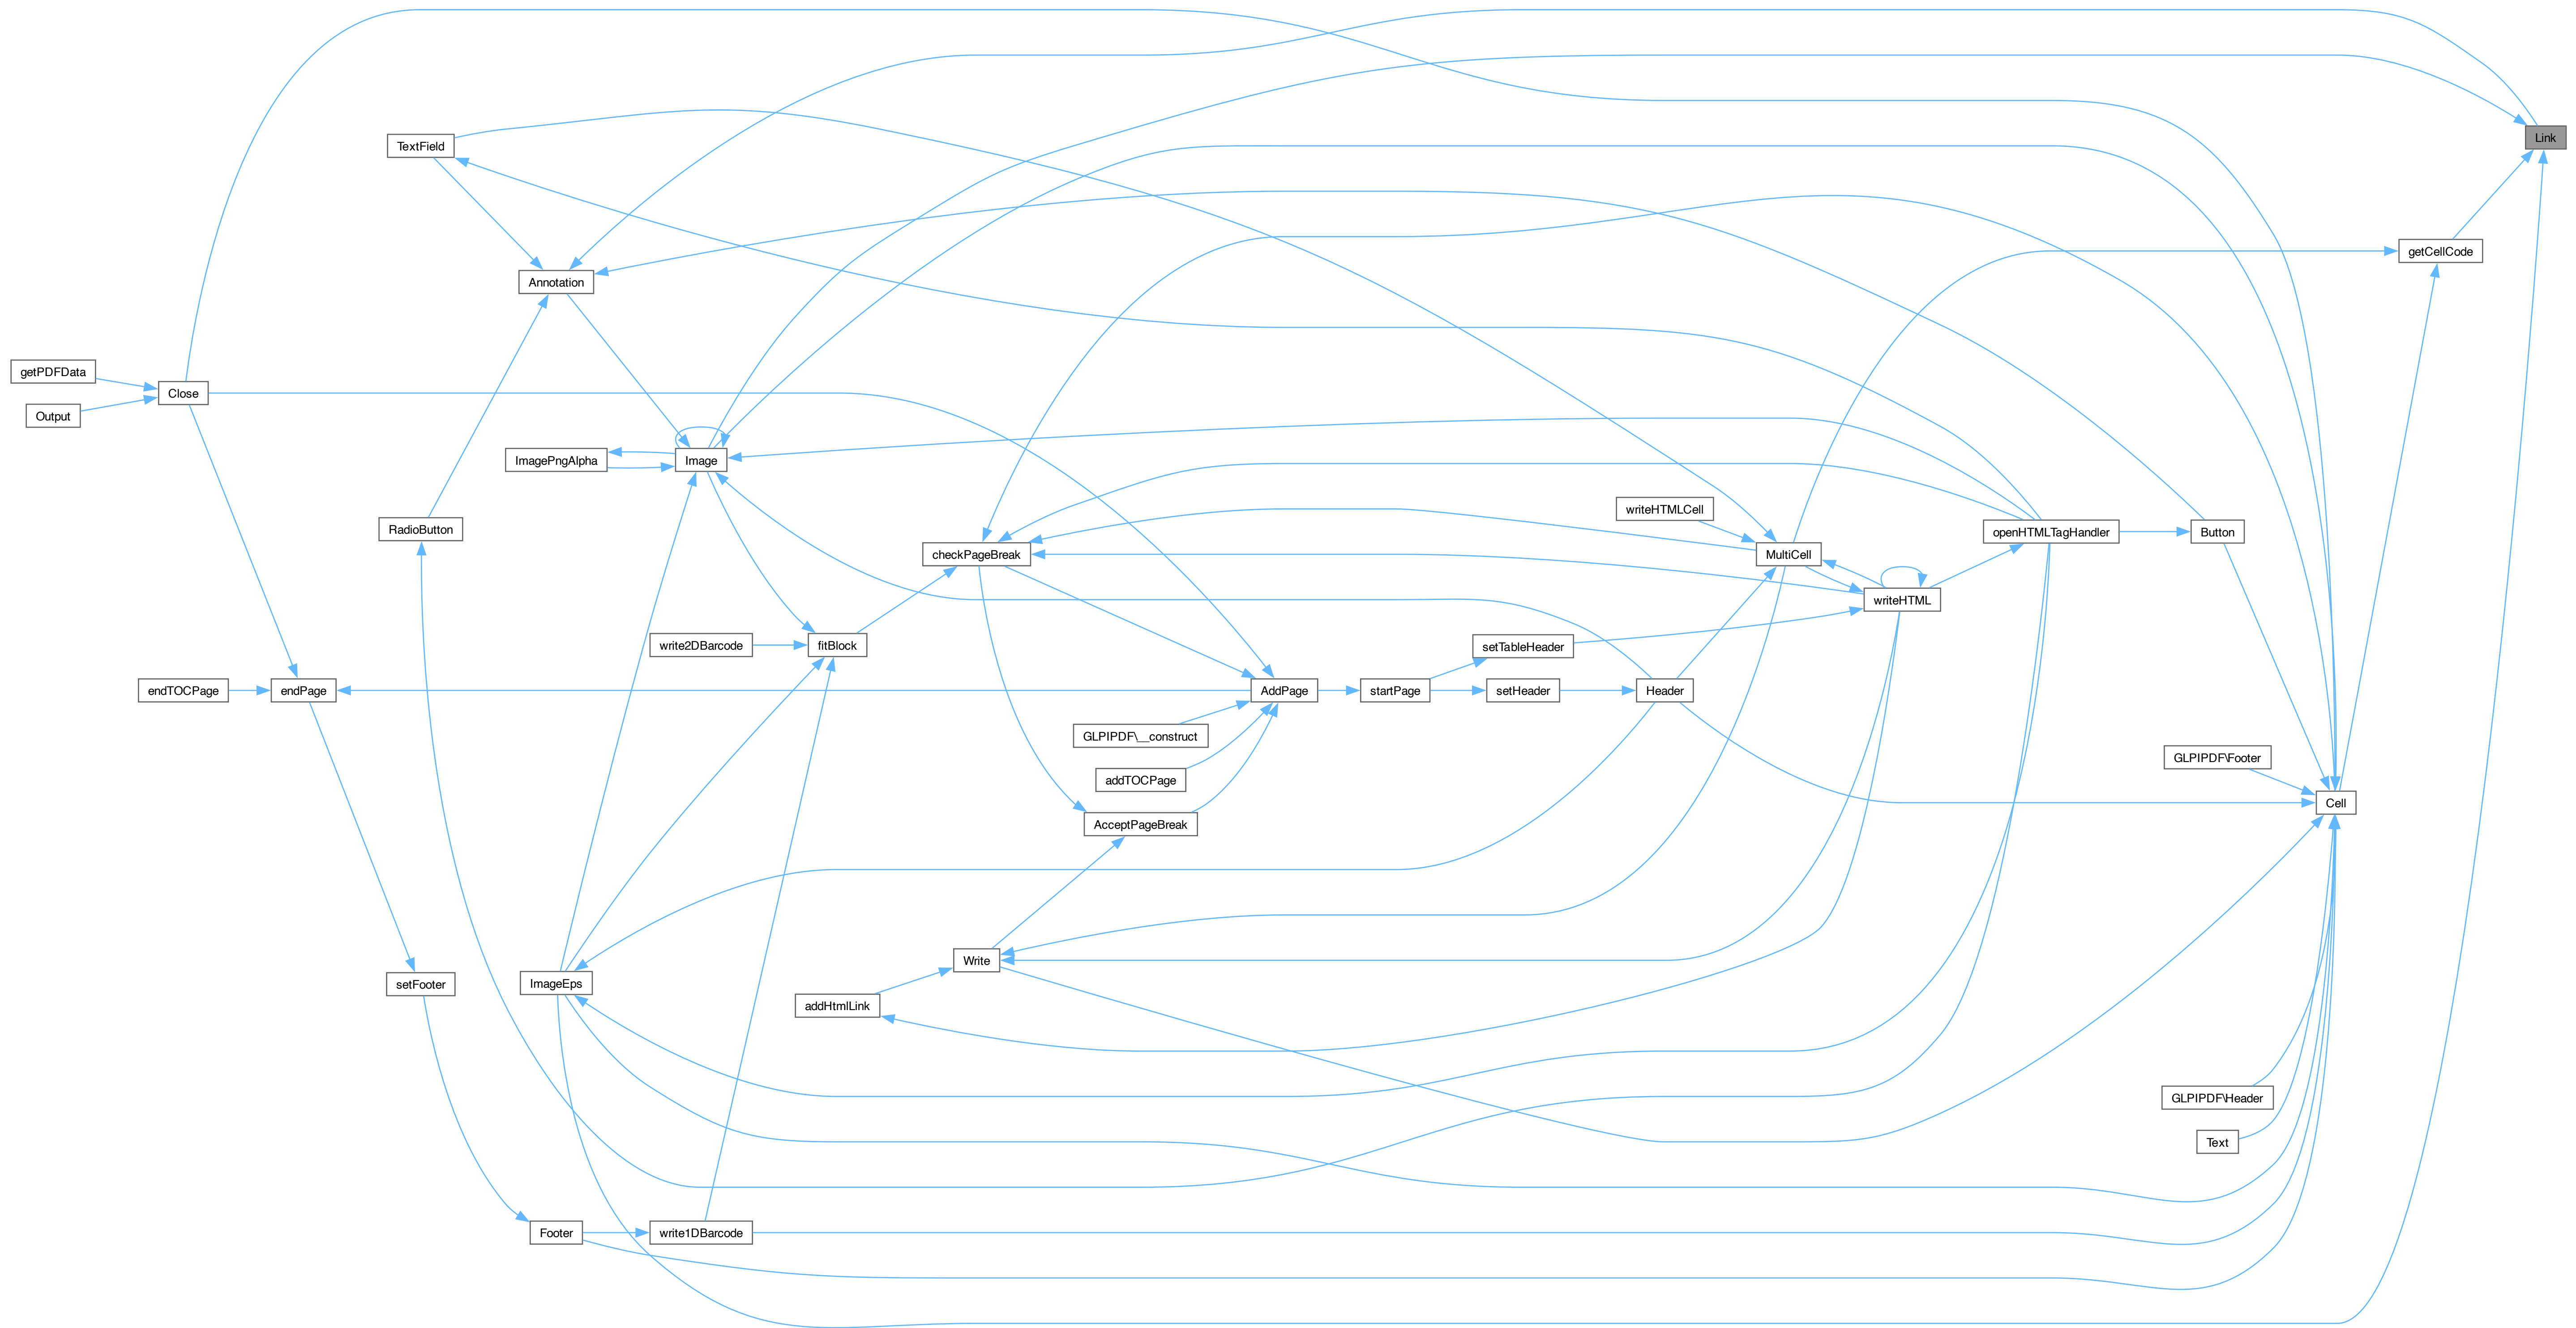 Link
TextField
getCellCode
Annotation
getPDFData
Close
Output
ImagePngAlpha
Image
writeHTMLCell
RadioButton
openHTMLTagHandler
Button
checkPageBreak
MultiCell
writeHTML
write2DBarcode
fitBlock
setTableHeader
endTOCPage
endPage
AddPage
startPage
setHeader
Header
GLPIPDF\__construct
GLPIPDF\Footer
addTOCPage
Cell
AcceptPageBreak
Write
setFooter
ImageEps
addHtmlLink
GLPIPDF\Header
Text
Footer
write1DBarcode